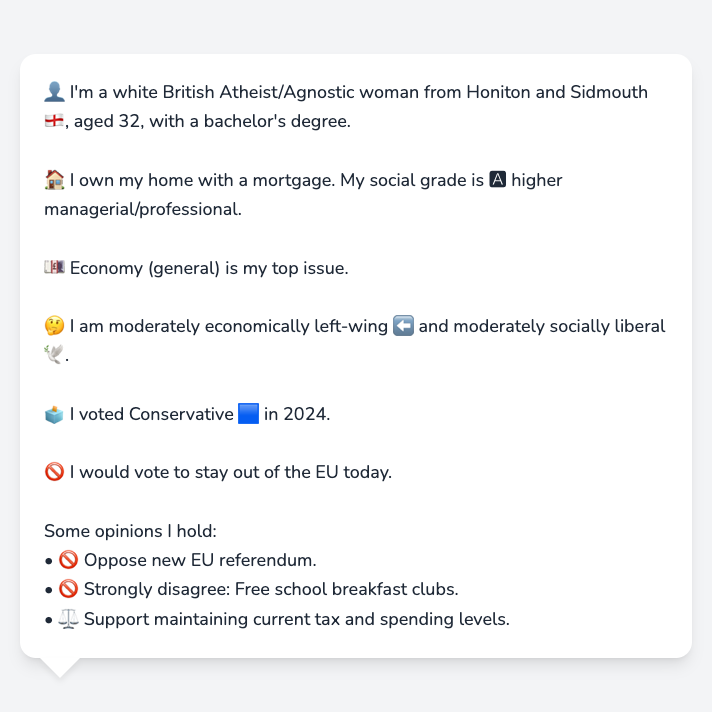 👤 I'm a white British Atheist/Agnostic woman from Honiton and Sidmouth
🏴󠁧󠁢󠁥󠁮󠁧󠁿, aged 32, with a bachelor's degree.
🏠 I own my home with a mortgage. My social grade is 🅰 higher
managerial/professional.
💷 Economy (general) is my top issue.
🤔 I am moderately economically left-wing ⬅️ and moderately socially liberal
🕊️.
🗳️ I voted Conservative 🟦 in 2024.
🚫 I would vote to stay out of the EU today.
Some opinions I hold:
• 🚫 Oppose new EU referendum.
• 🚫 Strongly disagree: Free school breakfast clubs.
• ⚖️ Support maintaining current tax and spending levels.